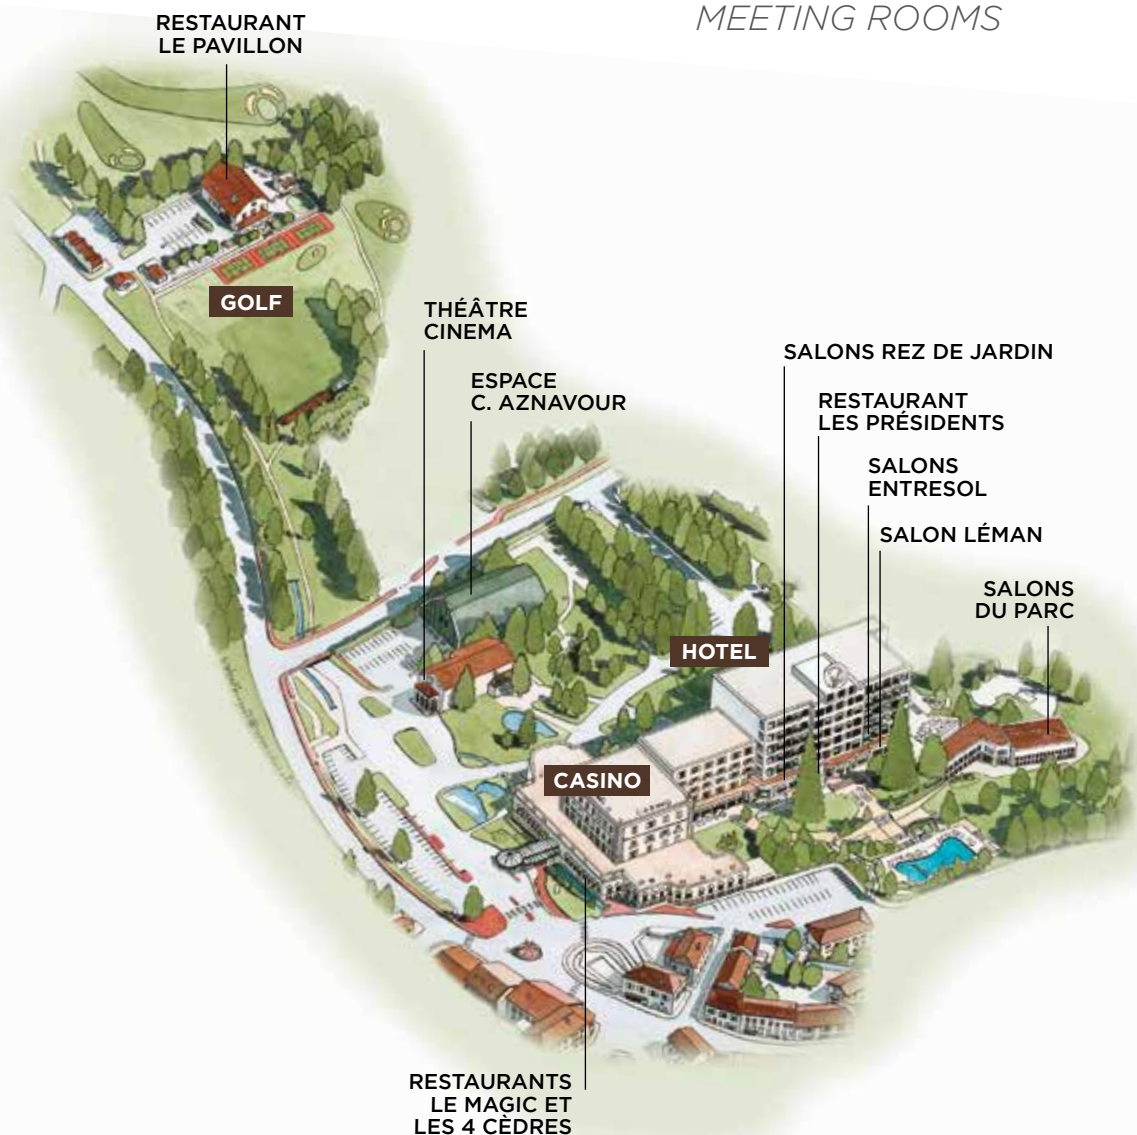 MEETING ROOMS
RESTAURANT
LE PAVILLON
GOLF
THÉÂTRE
CINEMA
ESPACE
C. AZNAVOUR
SALONS REZ DE JARDIN
RESTAURANT
LES PRÉSIDENTS
SALONS
ENTRESOL
SALON LÉMAN
SALONS
DU PARC
HOTEL
CASINO
RESTAURANTS
LE MAGIC ET
LES 4 CÈDRES